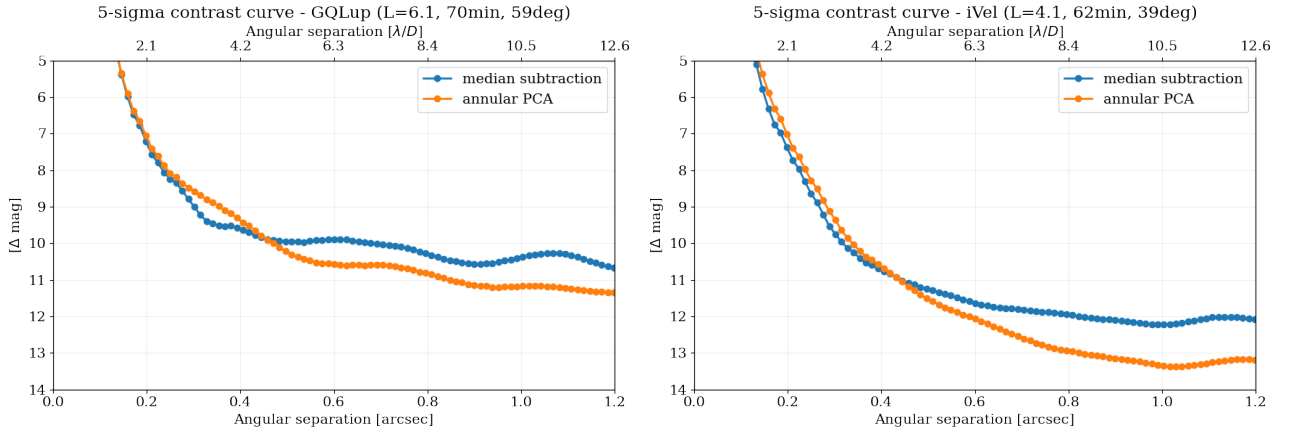 5-sigma contrast curve - GQLup (L=6.1, 70min, 59deg)
Angular separation [λ/D]
2.1 4.2 6.3 8.4 10.5 12.6
median subtraction
annular PCA
[Δ mag]
5
6
7
8
9
10
11
12
13
14
0.0 0.2 0.4 0.6 0.8 1.0 1.2
Angular separation [arcsec]
5-sigma contrast curve - iVel (L=4.1, 62min, 39deg)
Angular separation [λ/D]
2.1 4.2 6.3 8.4 10.5 12.6
median subtraction
annular PCA
[Δ mag]
5
6
7
8
9
10
11
12
13
14
0.0 0.2 0.4 0.6 0.8 1.0 1.2
Angular separation [arcsec]